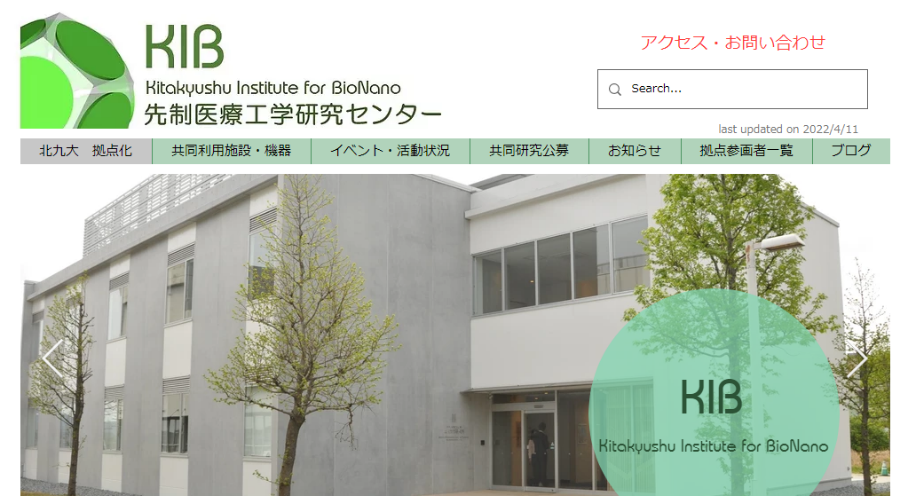 KIB
Kitakyushu Institute for BioNano
先制医療工学研究センター
アクセス・お問い合わせ
Search...
last updated on 2022/4/11
北九大　拠点化
共同利用施設・機器
イベント・活動状況
共同研究公募
お知らせ
拠点参画者一覧
ブログ
KIB
Kitakyushu Institute for BioNano